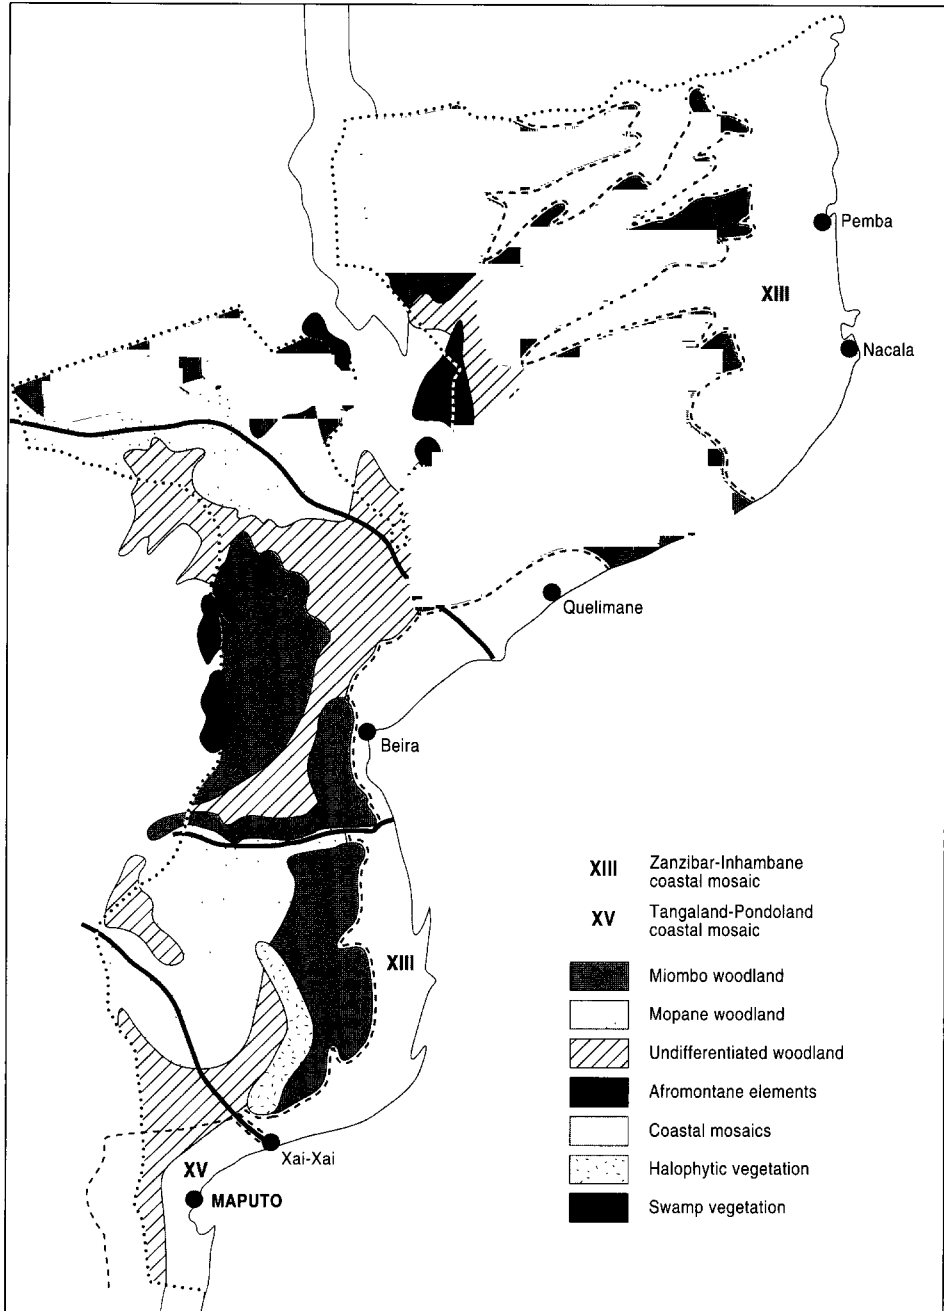 Pemba
XIII
Nacala
Quelimane
Beira
XIII
Xai-Xai
XV
MAPUTO
XIII Zanzibar-Inhambane
coastal mosaic
XV Tangaland-Pondoland
coastal mosaic
Miombo woodland
Mopane woodland
Undifferentiated woodland
Afromontane elements
Coastal mosaics
Halophytic vegetation
Swamp vegetation